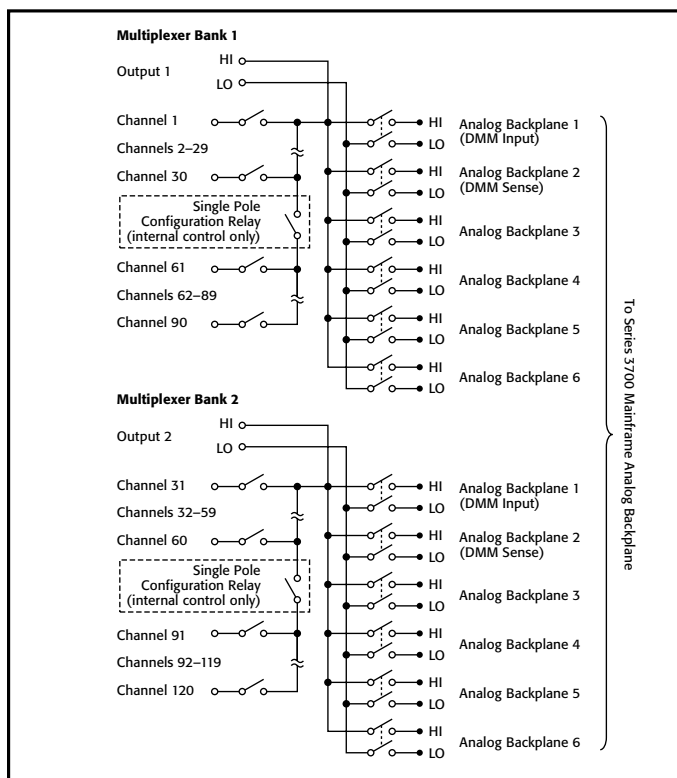 Multiplexer Bank 1
Output 1
HI
LO
Channel 1
Channels 2–29
Channel 30
Single Pole
Configuration Relay
(internal control only)
Channel 61
Channels 62–89
Channel 90
HI
LO
Analog Backplane 1
(DMM Input)
HI
LO
Analog Backplane 2
(DMM Sense)
HI
LO
Analog Backplane 3
HI
LO
Analog Backplane 4
HI
LO
Analog Backplane 5
HI
LO
Analog Backplane 6
Multiplexer Bank 2
Output 2
HI
LO
Channel 31
Channels 32–59
Channel 60
Single Pole
Configuration Relay
(internal control only)
Channel 91
Channels 92–119
Channel 120
HI
LO
Analog Backplane 1
(DMM Input)
HI
LO
Analog Backplane 2
(DMM Sense)
HI
LO
Analog Backplane 3
HI
LO
Analog Backplane 4
HI
LO
Analog Backplane 5
HI
LO
Analog Backplane 6
To Series 3700 Mainframe Analog Backplane